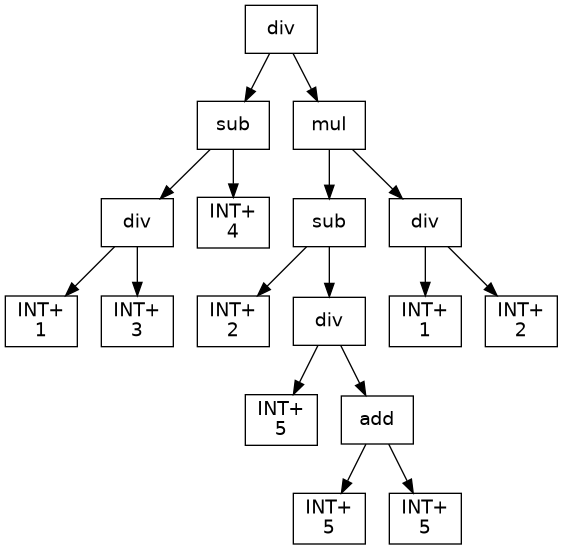 div
sub
mul
div
INT+
4
sub
div
INT+
1
INT+
3
INT+
2
div
INT+
1
INT+
2
INT+
5
add
INT+
5
INT+
5